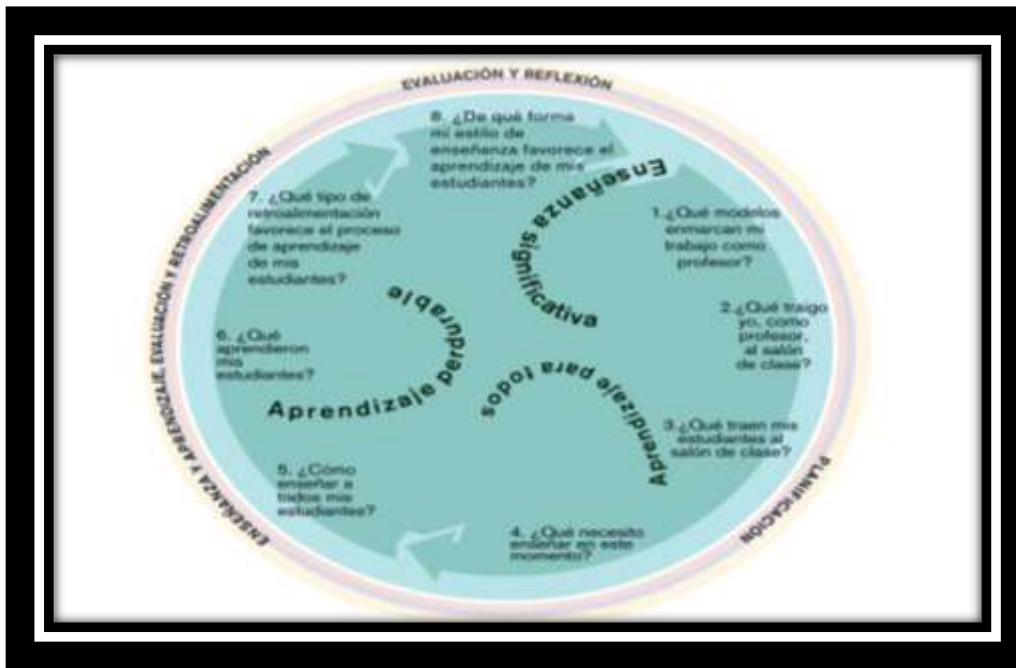 EVALUACIÓN Y REFLEXIÓN
8. ¿De qué forma
mi estilo de
enseñanza favorece el
aprendizaje de mis
estudiantes?
Enseñanza significativa
1.¿Qué modelos
enmarcan mi
trabajo como
profesor?
2.¿Qué traigo
yo, como
profesor,
al salón
de clase?
3.¿Qué traen mis
estudiantes al
salón de clase?
PLANIFICACIÓN
Aprendizaje para todos
4. ¿Qué necesito
enseñar en este
momento?
5. ¿Cómo
enseñar a
todos mis
estudiantes?
Aprendizaje perdurable
6. ¿Qué
aprendieron
mis
estudiantes?
7. ¿Qué tipo de
retroalimentación
favorece el proceso
de aprendizaje
de mis
estudiantes?
ENSEÑANZA Y APRENDIZAJE, EVALUACIÓN Y RETROALIMENTACIÓN